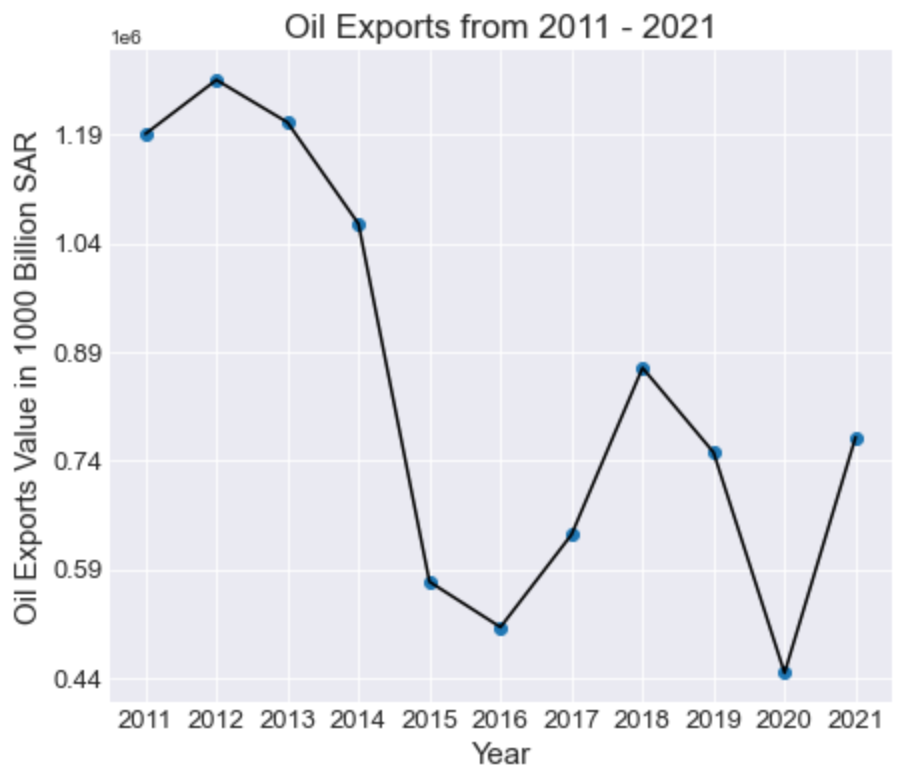 Oil Exports from 2011 - 2021
1e6
Oil Exports Value in 1000 Billion SAR
1.19
1.04
0.89
0.74
0.59
0.44
2011 2012 2013 2014 2015 2016 2017 2018 2019 2020 2021
Year